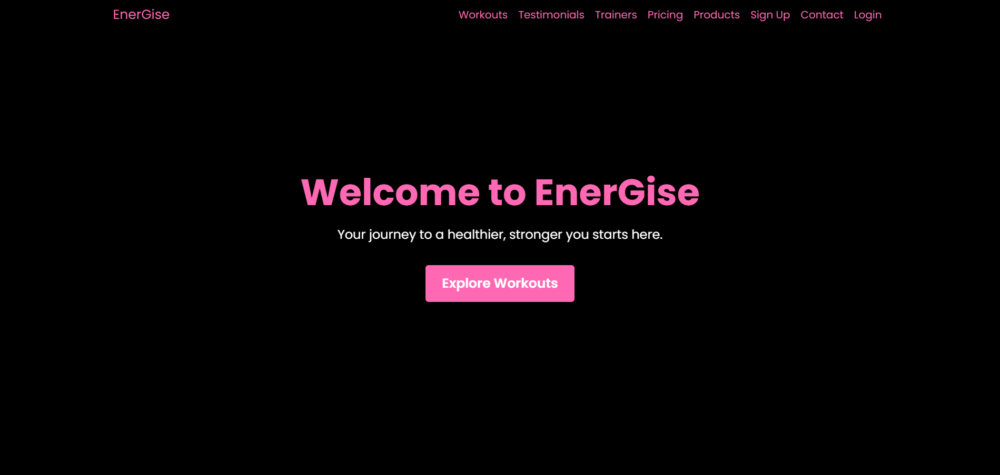 EnerGise
Workouts Testimonials Trainers Pricing Products Sign Up Contact Login
Welcome to EnerGise
Your journey to a healthier, stronger you starts here.
Explore Workouts